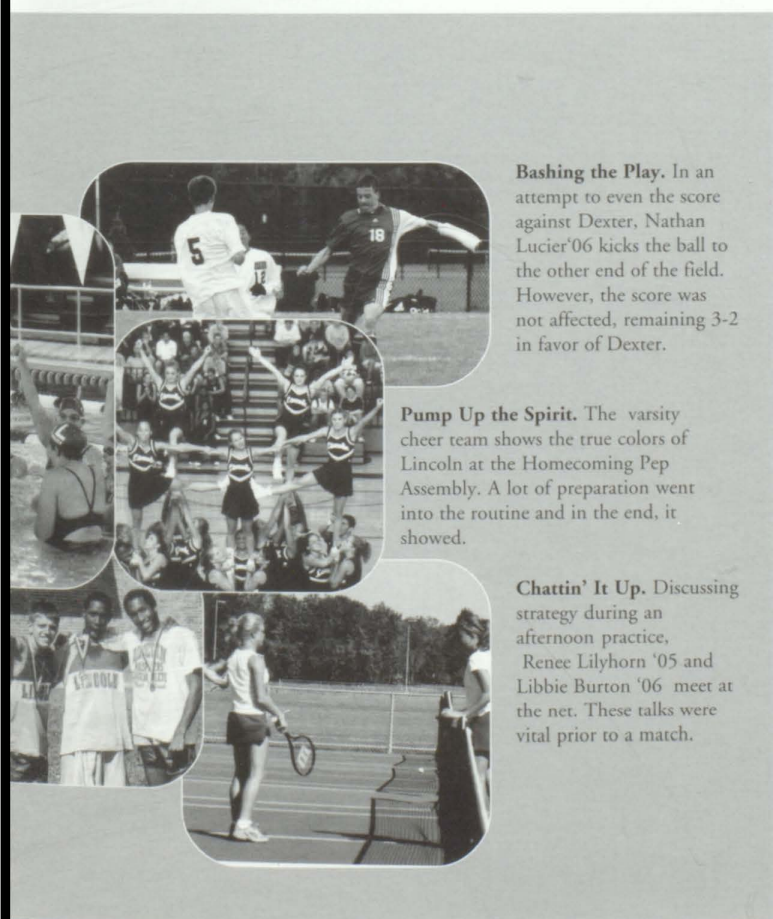 Bashing the Play. In an
attempt to even the score
against Dexter, Nathan
Lucier‘06 kicks the ball to
the other end of the field.
However, the score was
not affected, remaining 3-2
in favor of Dexter.
5
18
12
Pump Up the Spirit. The varsity
cheer team shows the true colors of
Lincoln at the Homecoming Pep
Assembly. A lot of preparation went
into the routine and in the end, it
showed.
Chattin’ It Up. Discussing
strategy during an
afternoon practice,
Renee Lilyhorn ‘05 and
Libbie Burton ‘06 meet at
the net. These talks were
vital prior to a match.
LINCOLN